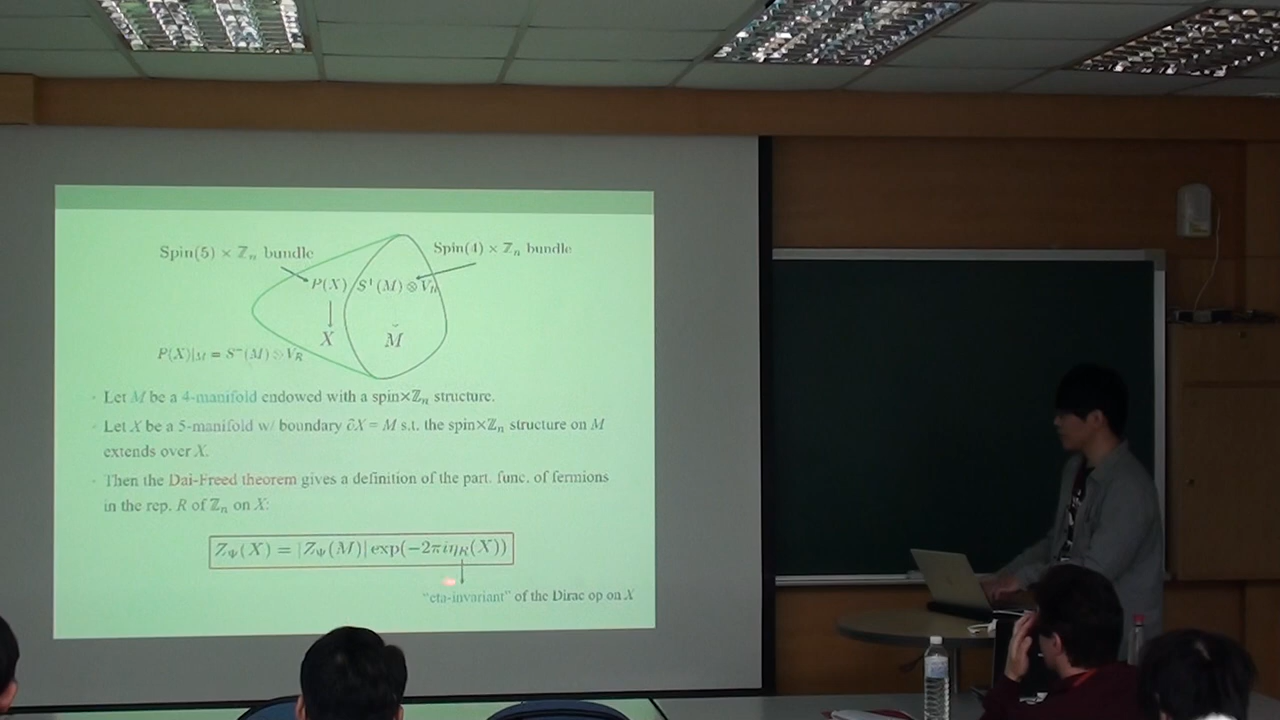 Spin(5) × ℤₙ bundle
Spin(4) × ℤₙ bundle
P(X)
S⁺(M) ⊗ V_R
X
M
P(X)|_M = S⁻(M) ⊗ V_R
· Let M be a 4-manifold endowed with a spin×ℤₙ structure.
· Let X be a 5-manifold w/ boundary ∂X = M s.t. the spin×ℤₙ structure on M
extends over X.
· Then the Dai-Freed theorem gives a definition of the part. func. of fermions
in the rep. R of ℤₙ on X:
Z_Ψ(X) = |Z_Ψ(M)| exp(−2πiη_R(X))
"eta-invariant" of the Dirac op on X